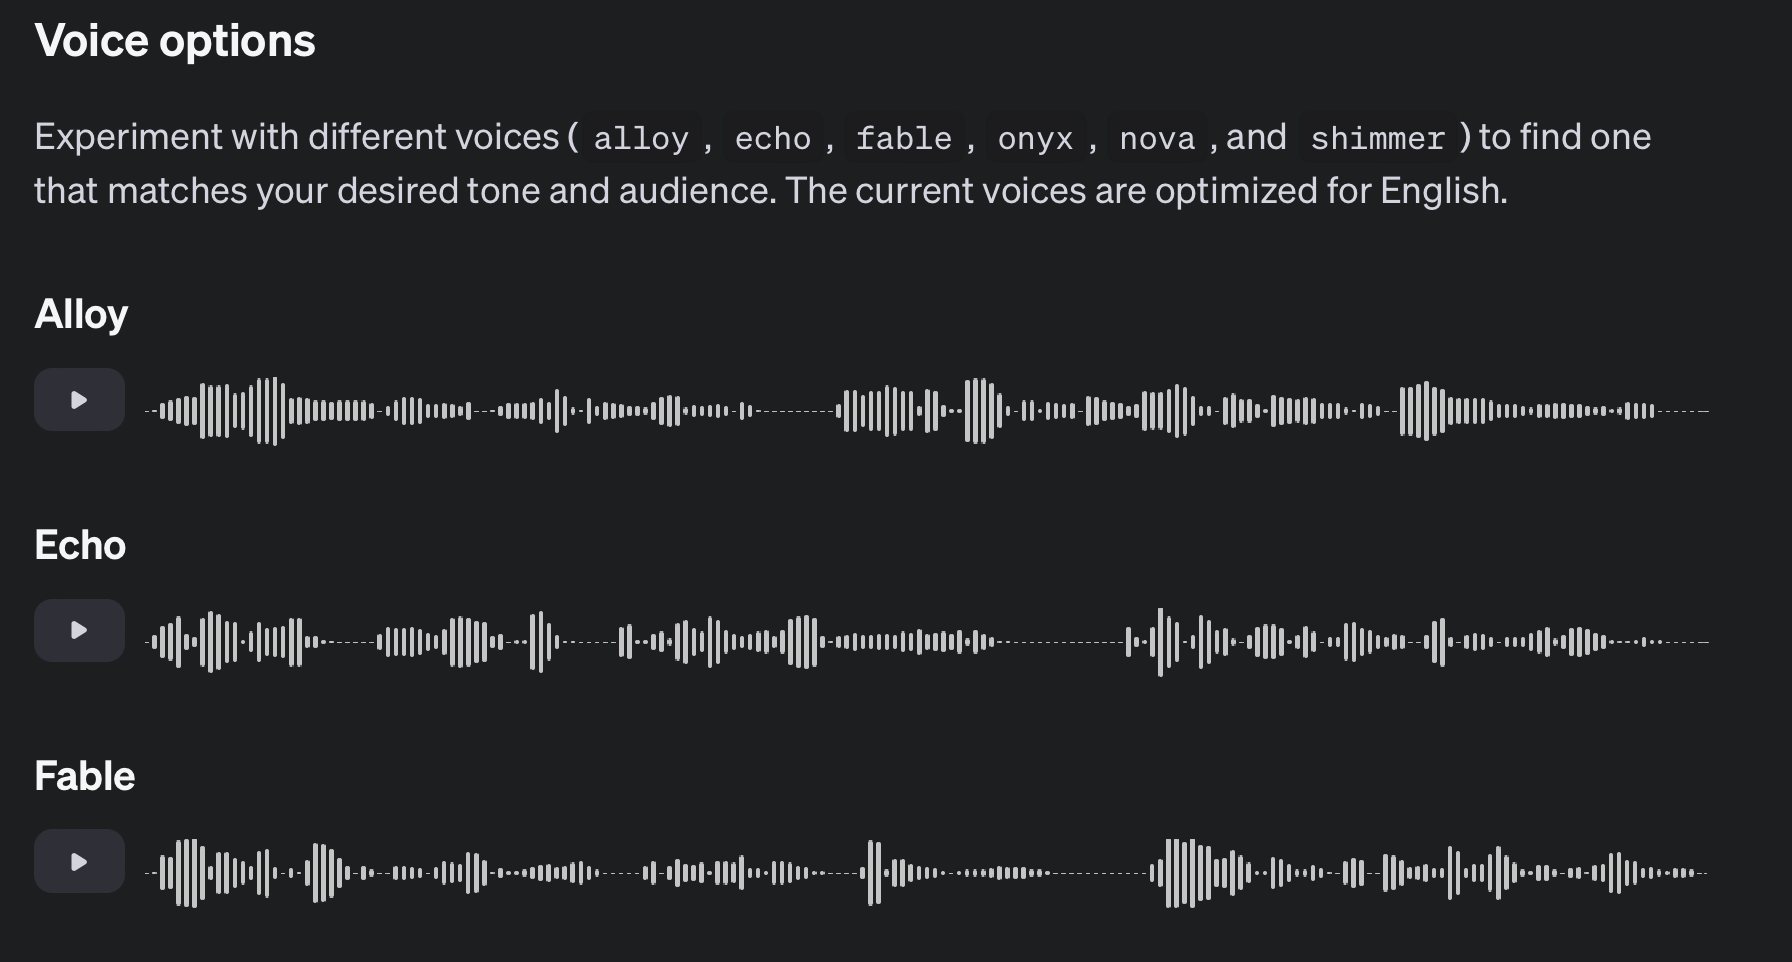 Voice options
Experiment with different voices ( alloy , echo , fable , onyx , nova , and shimmer ) to find one
that matches your desired tone and audience. The current voices are optimized for English.
Alloy
Echo
Fable